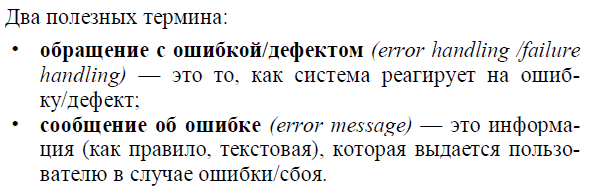 Два полезных термина:
• обращение с ошибкой/дефектом (error handling /failure
handling) — это то, как система реагирует на ошиб-
ку/дефект;
• сообщение об ошибке (error message) — это информа-
ция (как правило, текстовая), которая выдается пользо-
вателю в случае ошибки/сбоя.